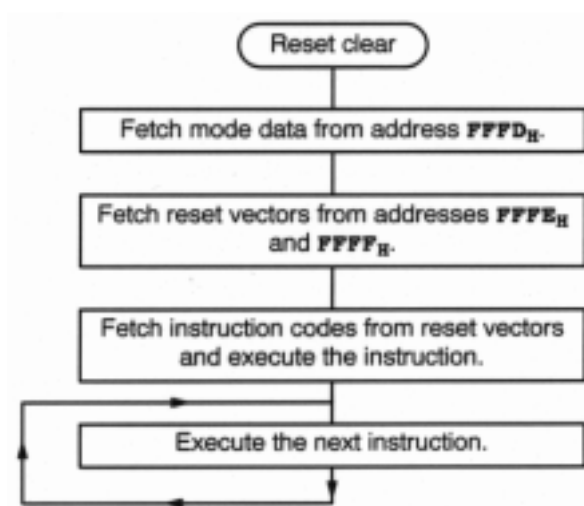 Reset clear
Fetch mode data from address FFFDH.
Fetch reset vectors from addresses FFFEH
and FFFFH.
Fetch instruction codes from reset vectors
and execute the instruction.
Execute the next instruction.